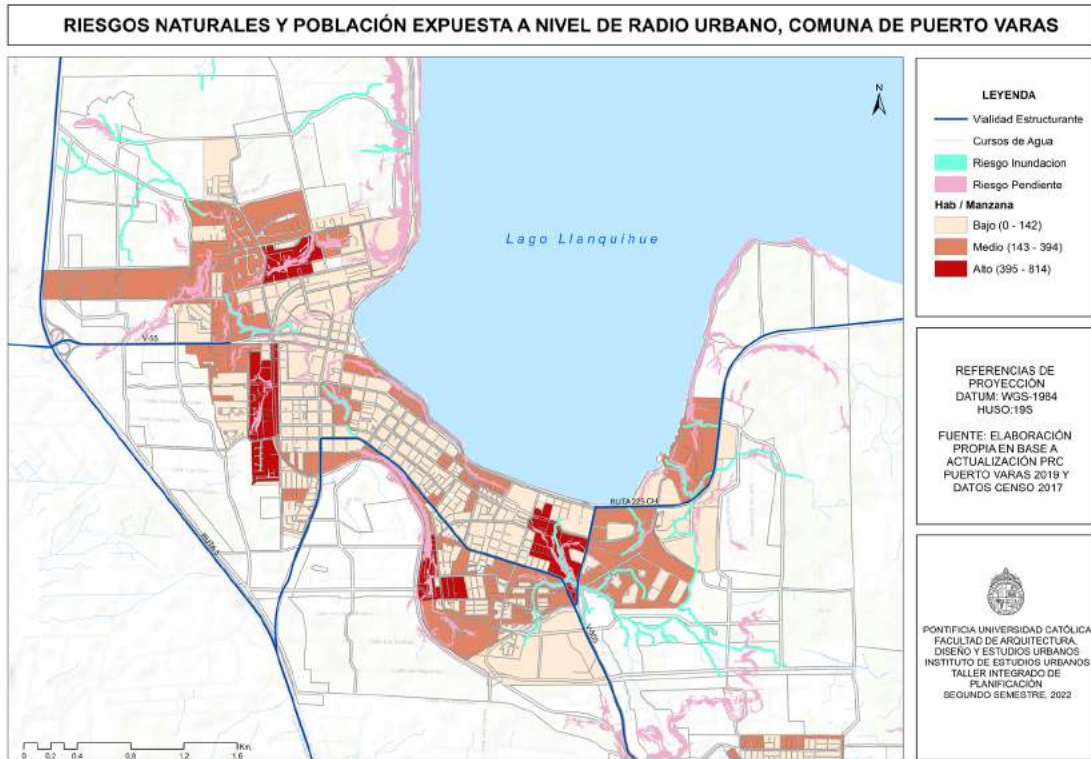 RIESGOS NATURALES Y POBLACIÓN EXPUESTA A NIVEL DE RADIO URBANO, COMUNA DE PUERTO VARAS
N
Lago Llanquihue
V-55
RUTA 225 CH
RUTA 5
V-505
0 0.2 0.4 0.8 1.2 1.6
Km.
LEYENDA
Vialidad Estructurante
Cursos de Agua
Riesgo Inundacion
Riesgo Pendiente
Hab / Manzana
Bajo (0 - 142)
Medio (143 - 394)
Alto (395 - 814)
REFERENCIAS DE
PROYECCIÓN
DATUM: WGS-1984
HUSO:19S
FUENTE: ELABORACIÓN
PROPIA EN BASE A
ACTUALIZACIÓN PRC
PUERTO VARAS 2019 Y
DATOS CENSO 2017
PONTIFICIA UNIVERSIDAD CATÓLICA
FACULTAD DE ARQUITECTURA,
DISEÑO Y ESTUDIOS URBANOS
INSTITUTO DE ESTUDIOS URBANOS
TALLER INTEGRADO DE
PLANIFICACIÓN
SEGUNDO SEMESTRE, 2022